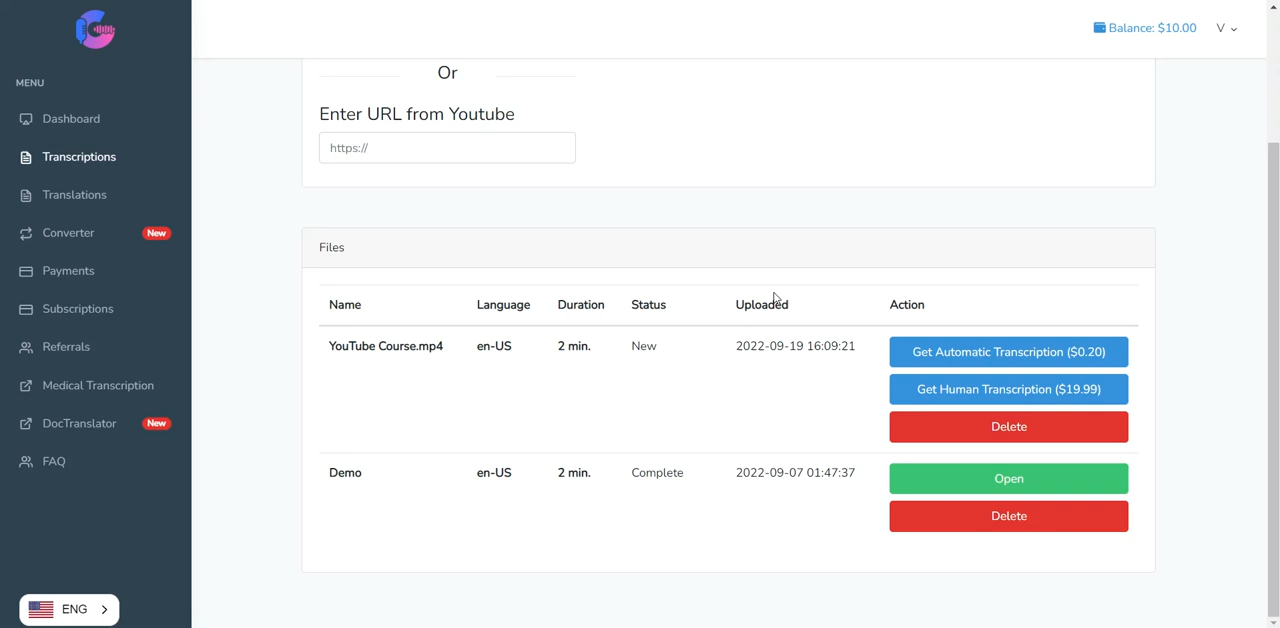 Balance: $10.00 V
MENU
Dashboard
Transcriptions
Translations
Converter New
Payments
Subscriptions
Referrals
Medical Transcription
DocTranslator New
FAQ
ENG
Or
Enter URL from Youtube
https://
Files
Name Language Duration Status Uploaded Action
YouTube Course.mp4 en-US 2 min. New 2022-09-19 16:09:21 Get Automatic Transcription ($0.20)
Get Human Transcription ($19.99)
Delete
Demo en-US 2 min. Complete 2022-09-07 01:47:37 Open
Delete